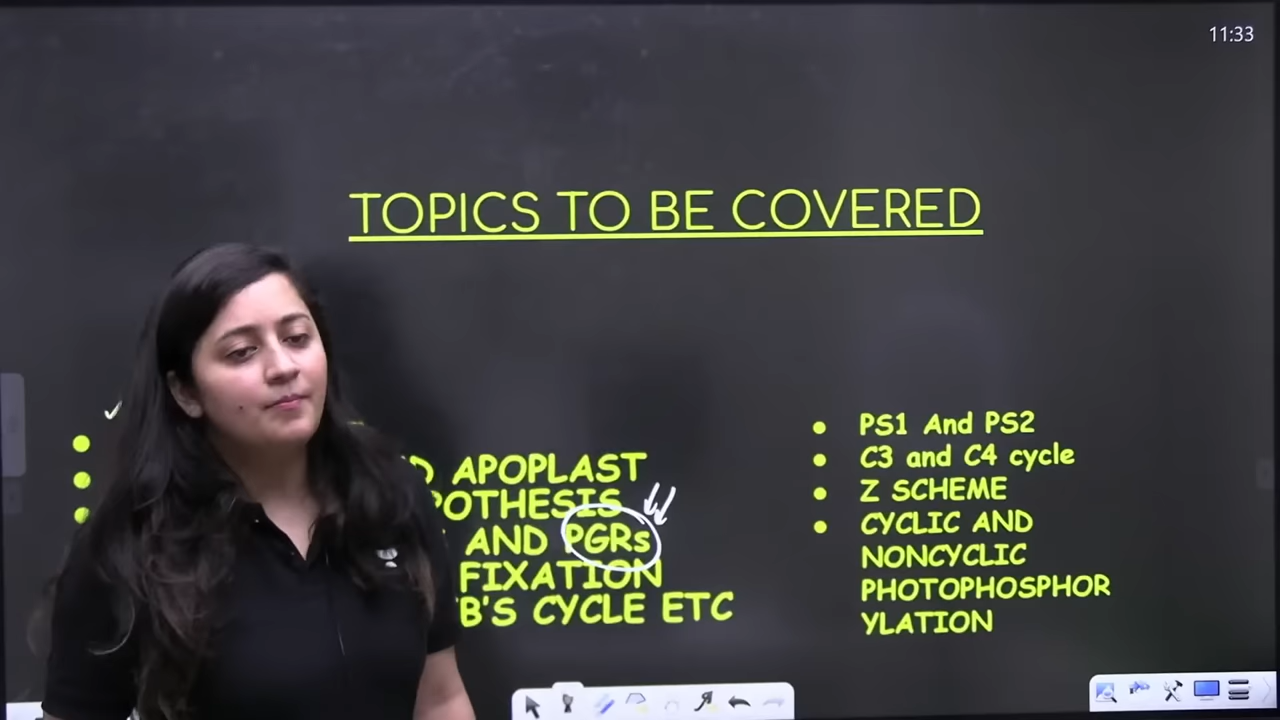 11:33
TOPICS TO BE COVERED
APOPLAST
AND PGRs
FIXATION
CYCLE ETC
PS1 And PS2
C3 and C4 cycle
Z SCHEME
CYCLIC AND
NONCYCLIC
PHOTOPHOSPHOR
YLATION